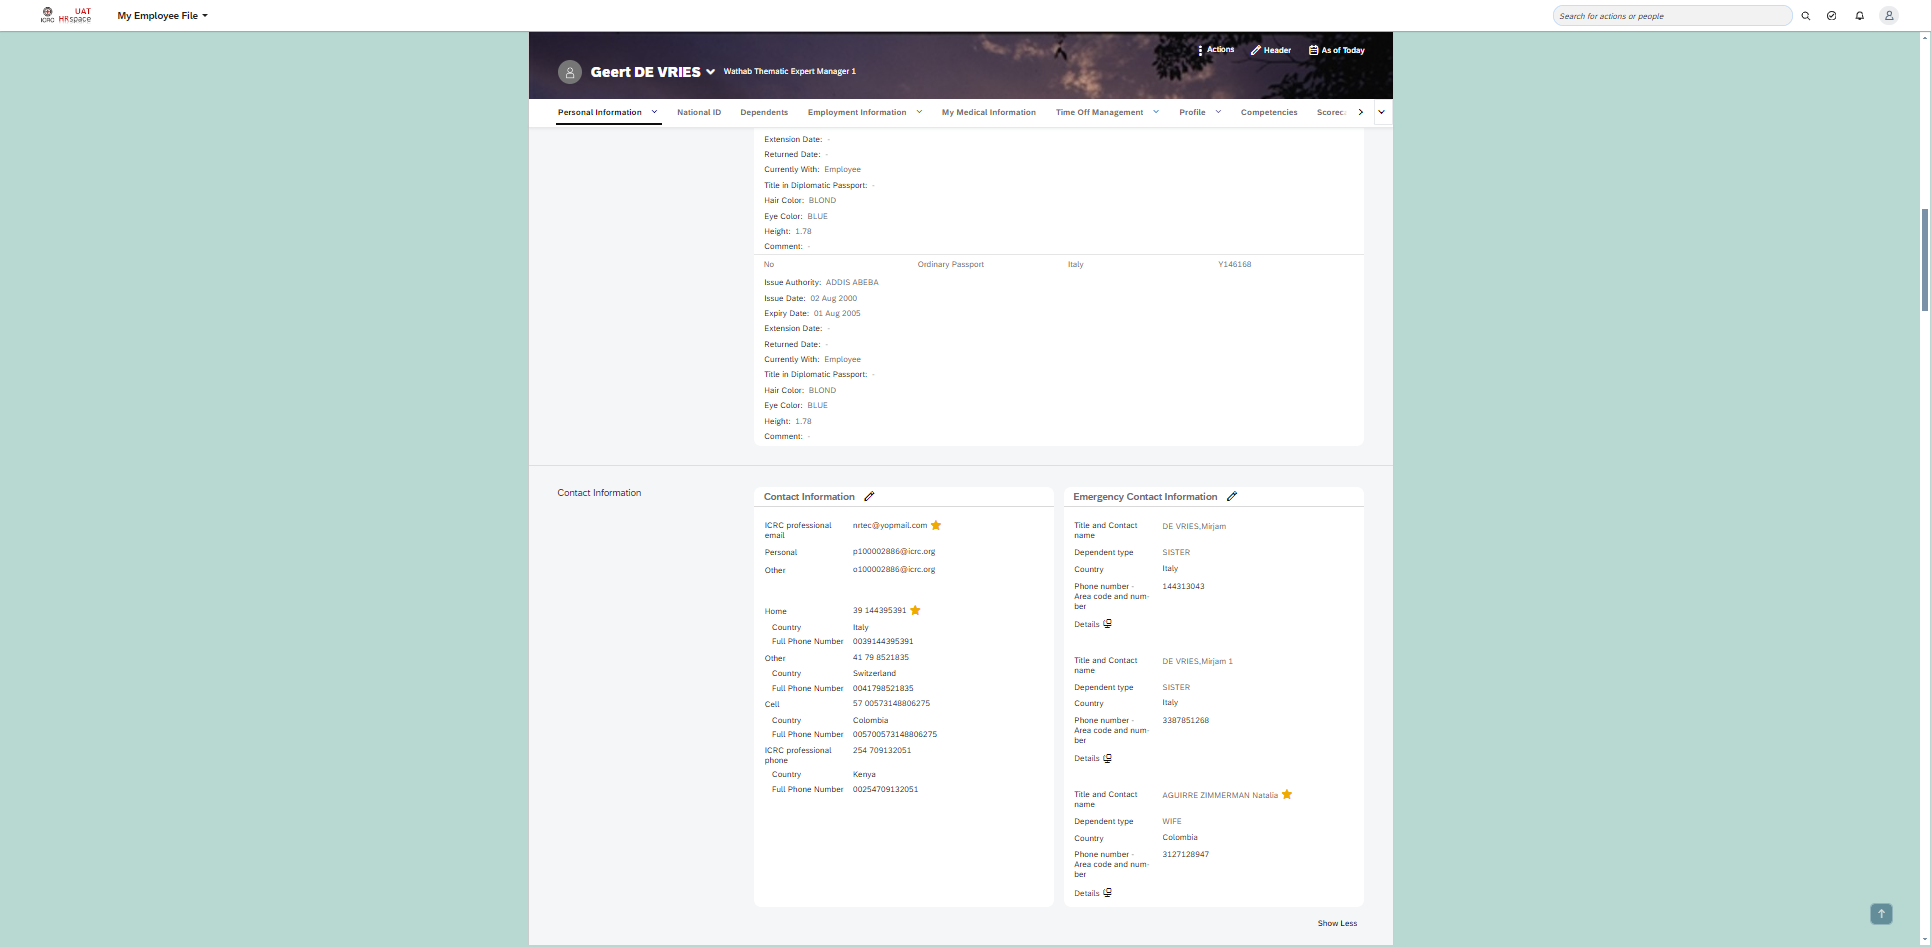 ICRC
UAT
HRspace
My Employee File
Search for actions or people
Actions
Header
As of Today
Geert DE VRIES
Wathab Thematic Expert Manager 1
Personal Information
National ID
Dependents
Employment Information
My Medical Information
Time Off Management
Profile
Competencies
Scorec
Extension Date: -
Returned Date: -
Currently With: Employee
Title in Diplomatic Passport: -
Hair Color: BLOND
Eye Color: BLUE
Height: 1.78
Comment: -
No Ordinary Passport Italy Y146168
Issue Authority: ADDIS ABEBA
Issue Date: 02 Aug 2000
Expiry Date: 01 Aug 2005
Extension Date: -
Returned Date: -
Currently With: Employee
Title in Diplomatic Passport: -
Hair Color: BLOND
Eye Color: BLUE
Height: 1.78
Comment: -
Contact Information
Contact Information
ICRC professional
email
nrtec@yopmail.com
Personal p100002886@icrc.org
Other o100002886@icrc.org
Home 39 144395391
Country Italy
Full Phone Number 0039144395391
Other 41 79 8521835
Country Switzerland
Full Phone Number 0041798521835
Cell 57 00573148806275
Country Colombia
Full Phone Number 005700573148806275
ICRC professional
phone
254 709132051
Country Kenya
Full Phone Number 00254709132051
Emergency Contact Information
Title and Contact
name
DE VRIES,Mirjam
Dependent type SISTER
Country Italy
Phone number -
Area code and num-
ber
144313043
Details
Title and Contact
name
DE VRIES,Mirjam 1
Dependent type SISTER
Country Italy
Phone number -
Area code and num-
ber
3387851268
Details
Title and Contact
name
AGUIRRE ZIMMERMAN Natalia
Dependent type WIFE
Country Colombia
Phone number -
Area code and num-
ber
3127128947
Details
Show Less